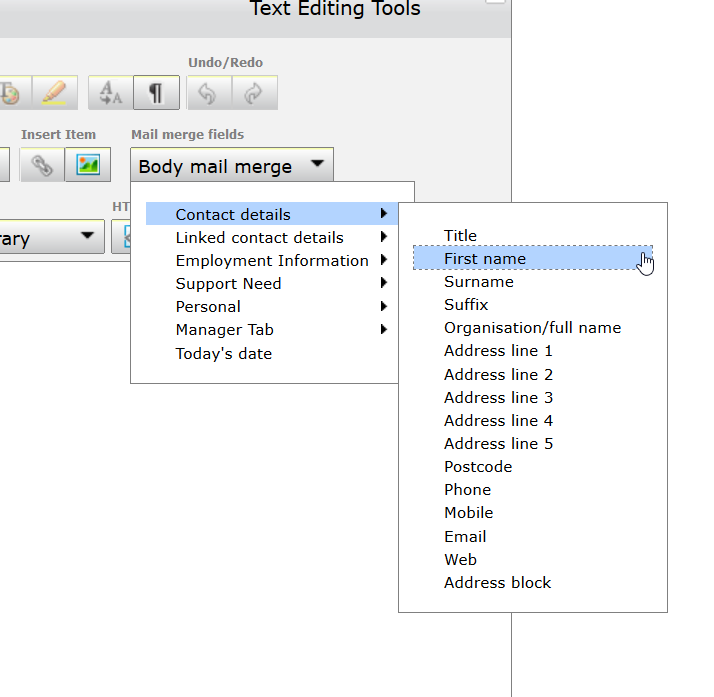 Text Editing Tools
Undo/Redo
Insert Item
Mail merge fields
Body mail merge
Contact details
Linked contact details
Employment Information
Support Need
Personal
Manager Tab
Today's date
Title
First name
Surname
Suffix
Organisation/full name
Address line 1
Address line 2
Address line 3
Address line 4
Address line 5
Postcode
Phone
Mobile
Email
Web
Address block